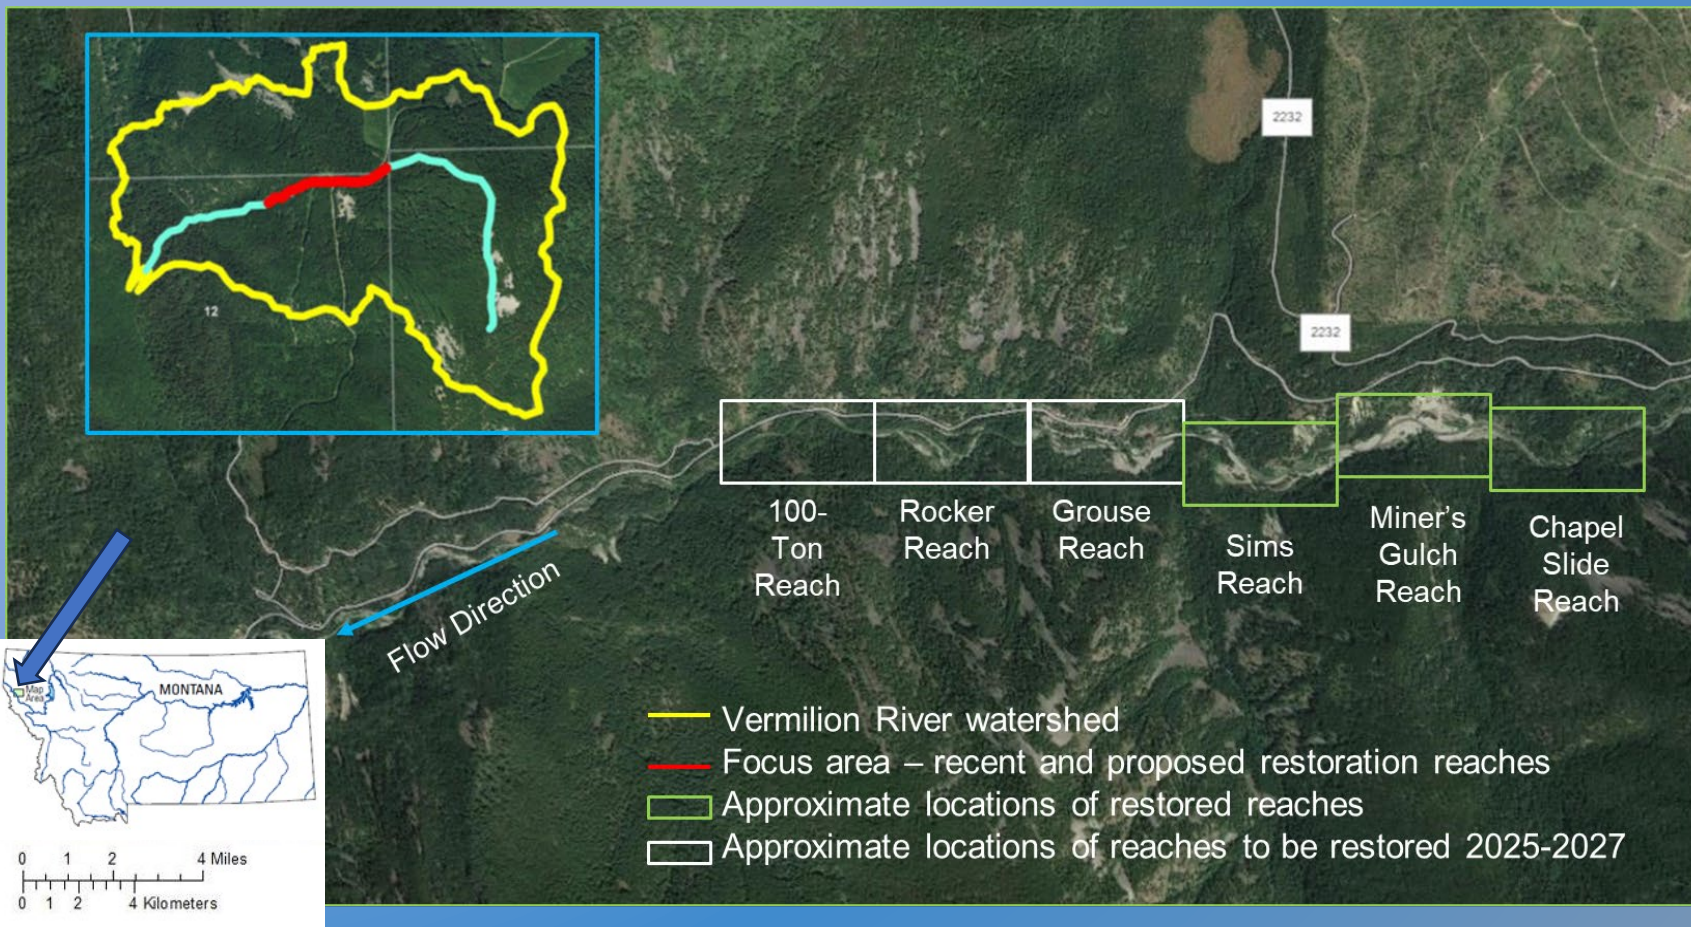 2232
2232
12
100-
Ton
Reach
Rocker
Reach
Grouse
Reach
Sims
Reach
Miner's
Gulch
Reach
Chapel
Slide
Reach
Flow Direction
Map
Area
MONTANA
0 1 2 4 Miles
0 1 2 4 Kilometers
Vermilion River watershed
Focus area – recent and proposed restoration reaches
Approximate locations of restored reaches
Approximate locations of reaches to be restored 2025-2027